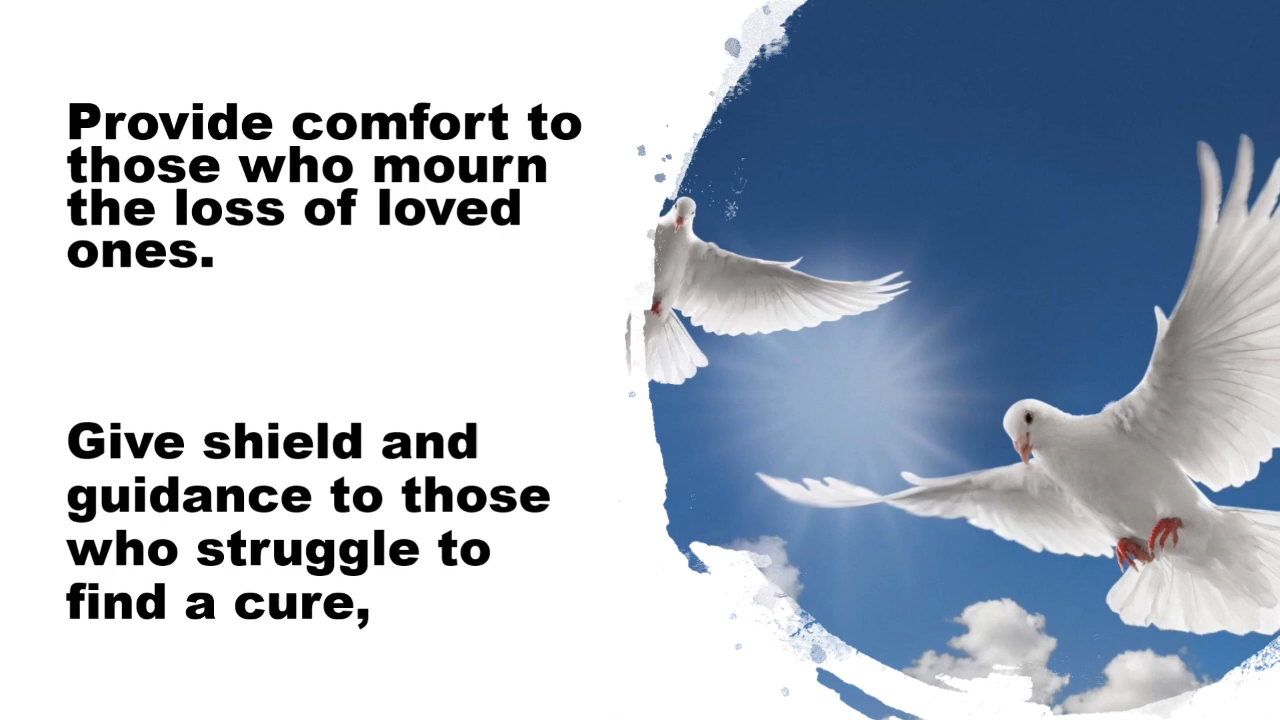 Provide comfort to
those who mourn
the loss of loved
ones.
Give shield and
guidance to those
who struggle to
find a cure,